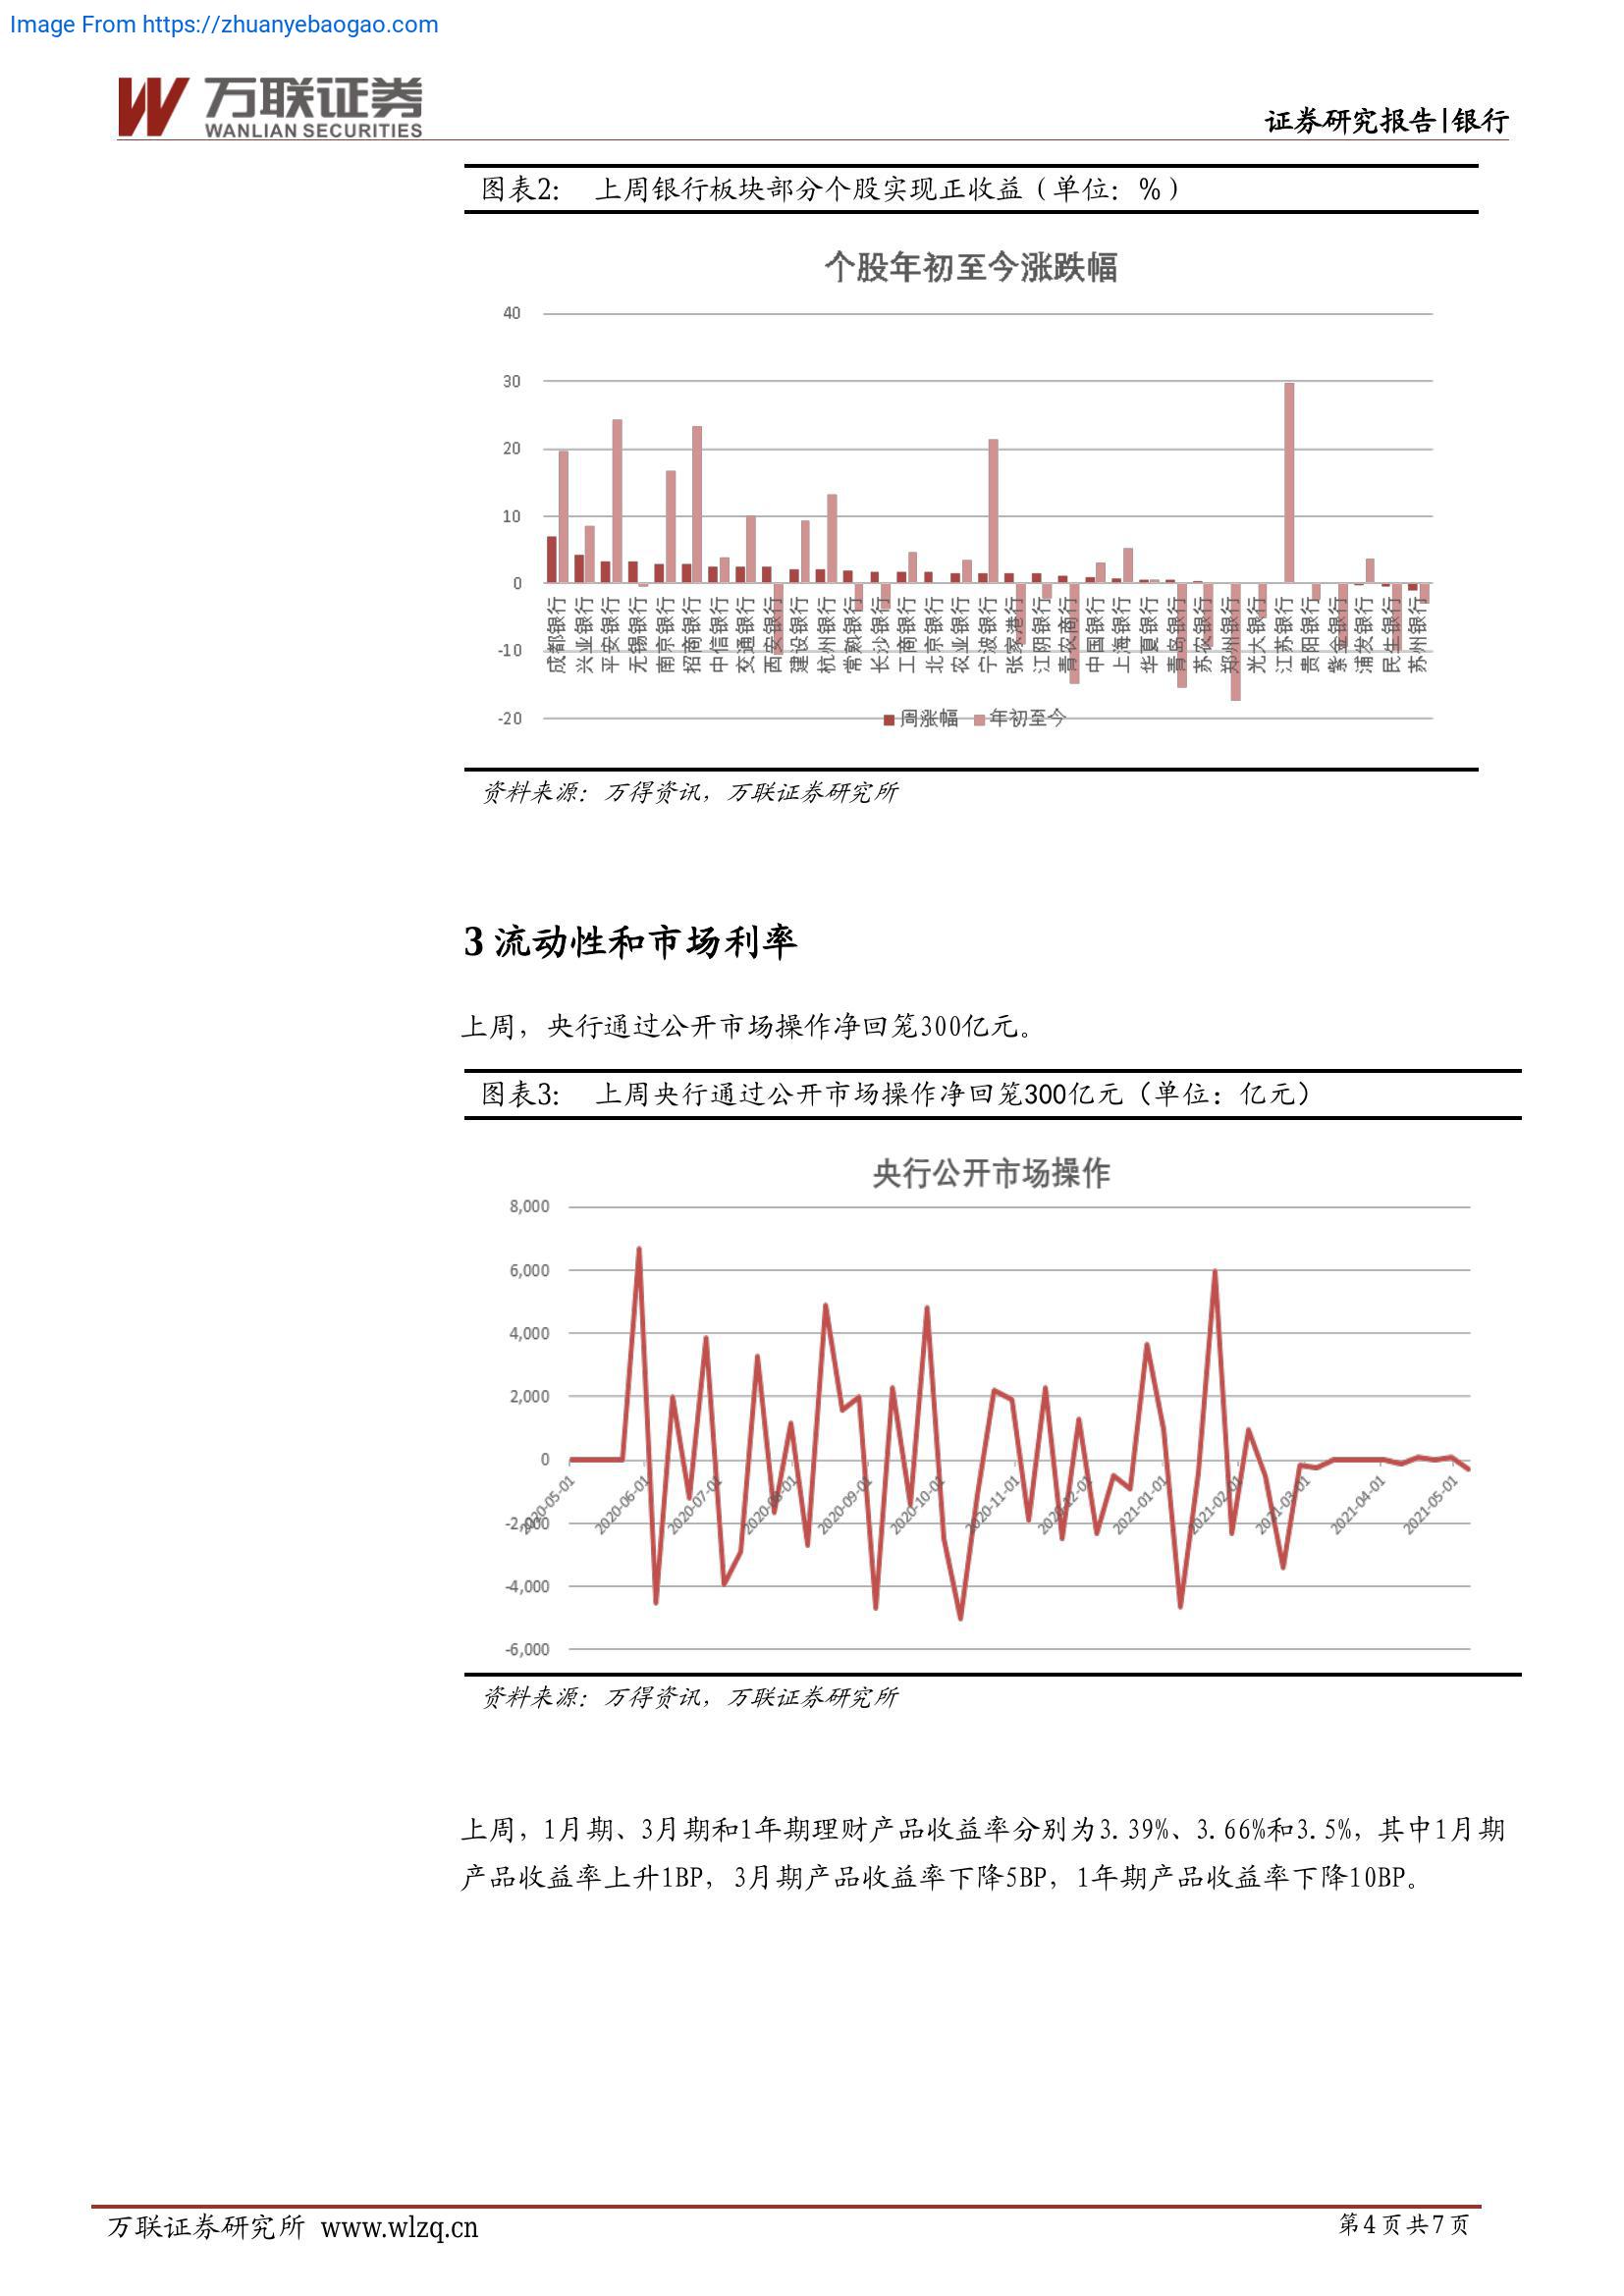 Image From https://zhuanyebaogao.com
万联证券
WANLIAN SECURITIES
证券研究报告|银行
图表2： 上周银行板块部分个股实现正收益（单位：%）
个股年初至今涨跌幅
40
30
20
10
0
-10
-20
成都银行
兴业银行
平安银行
无锡银行
南京银行
招商银行
中信银行
交通银行
西安银行
建设银行
杭州银行
常熟银行
长沙银行
工商银行
北京银行
农业银行
宁波银行
张家港行
江阴银行
青农商行
中国银行
上海银行
华夏银行
青岛银行
苏农银行
郑州银行
光大银行
江苏银行
贵阳银行
紫金银行
浦发银行
民生银行
苏州银行
周涨幅 年初至今
资料来源：万得资讯，万联证券研究所
3 流动性和市场利率
上周，央行通过公开市场操作净回笼300亿元。
图表3： 上周央行通过公开市场操作净回笼300亿元（单位：亿元）
央行公开市场操作
8,000
6,000
4,000
2,000
0
-2,000
-4,000
-6,000
2020-05-01
2020-06-01
2020-07-01
2020-08-01
2020-09-01
2020-10-01
2020-11-01
2020-12-01
2021-01-01
2021-02-01
2021-03-01
2021-04-01
2021-05-01
资料来源：万得资讯，万联证券研究所
上周，1月期、3月期和1年期理财产品收益率分别为3.39%、3.66%和3.5%，其中1月期
产品收益率上升1BP，3月期产品收益率下降5BP，1年期产品收益率下降10BP。
万联证券研究所 www.wlzq.cn
第4页共7页